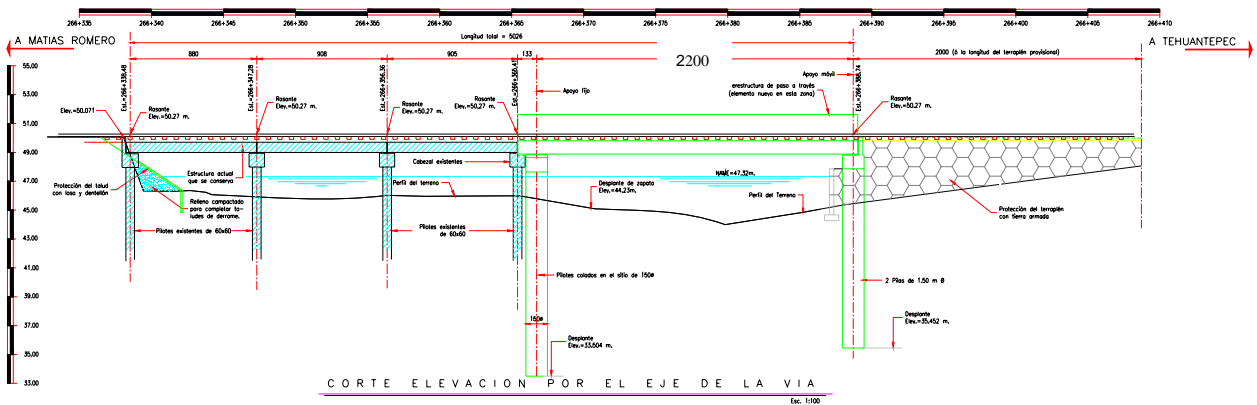 266+335 266+340 266+345 266+350 266+355 266+360 266+365 266+370 266+375 266+380 266+385 266+390 266+395 266+400 266+405 266+410
A MATIAS ROMERO
Longitud total = 5026
A TEHUANTEPEC
880 908 905 133 2200
2000 (ó la longitud del terraplén provisional)
55,00
53,00
51,00
49,00
47,00
45,00
43,00
41,00
39,00
37,00
35,00
33,00
Est.=266+338,48
Est.=266+347,28
Est.=266+356,36
Est.=266+365,41
Est.=266+388,74
Elev.=50,071
Rasante
Elev.=50,27 m.
Rasante
Elev.=50,27 m.
Rasante
Elev.=50,27 m.
Rasante
Elev.=50,27 m.
Apoyo fijo
Apoyo móvil
erestructura de paso a través
(elemento nuevo en esta zona)
Rasante
Elev.=50,27 m.
Protección del talud
con losa y dentellón
Estructura actual
que se conserva
Relleno compactado
para completar ta-
ludes de derrame.
Cabezal existentes
Perfil del terreno
NAME=47,32m.
Desplante de zapata
Elev.=44,23m.
Perfil del Terreno
Protección del terraplén
con tierra armada
Pilotes existentes de 60x60
Pilotes existentes
de 60x60
Pilotes colados en el sitio de 150ø
2 Pilas de 1.50 m Ø
150ø
Desplante
Elev.=33,504 m.
Desplante
Elev.=35,452 m.
CORTE ELEVACION POR EL EJE DE LA VIA
Esc. 1:100